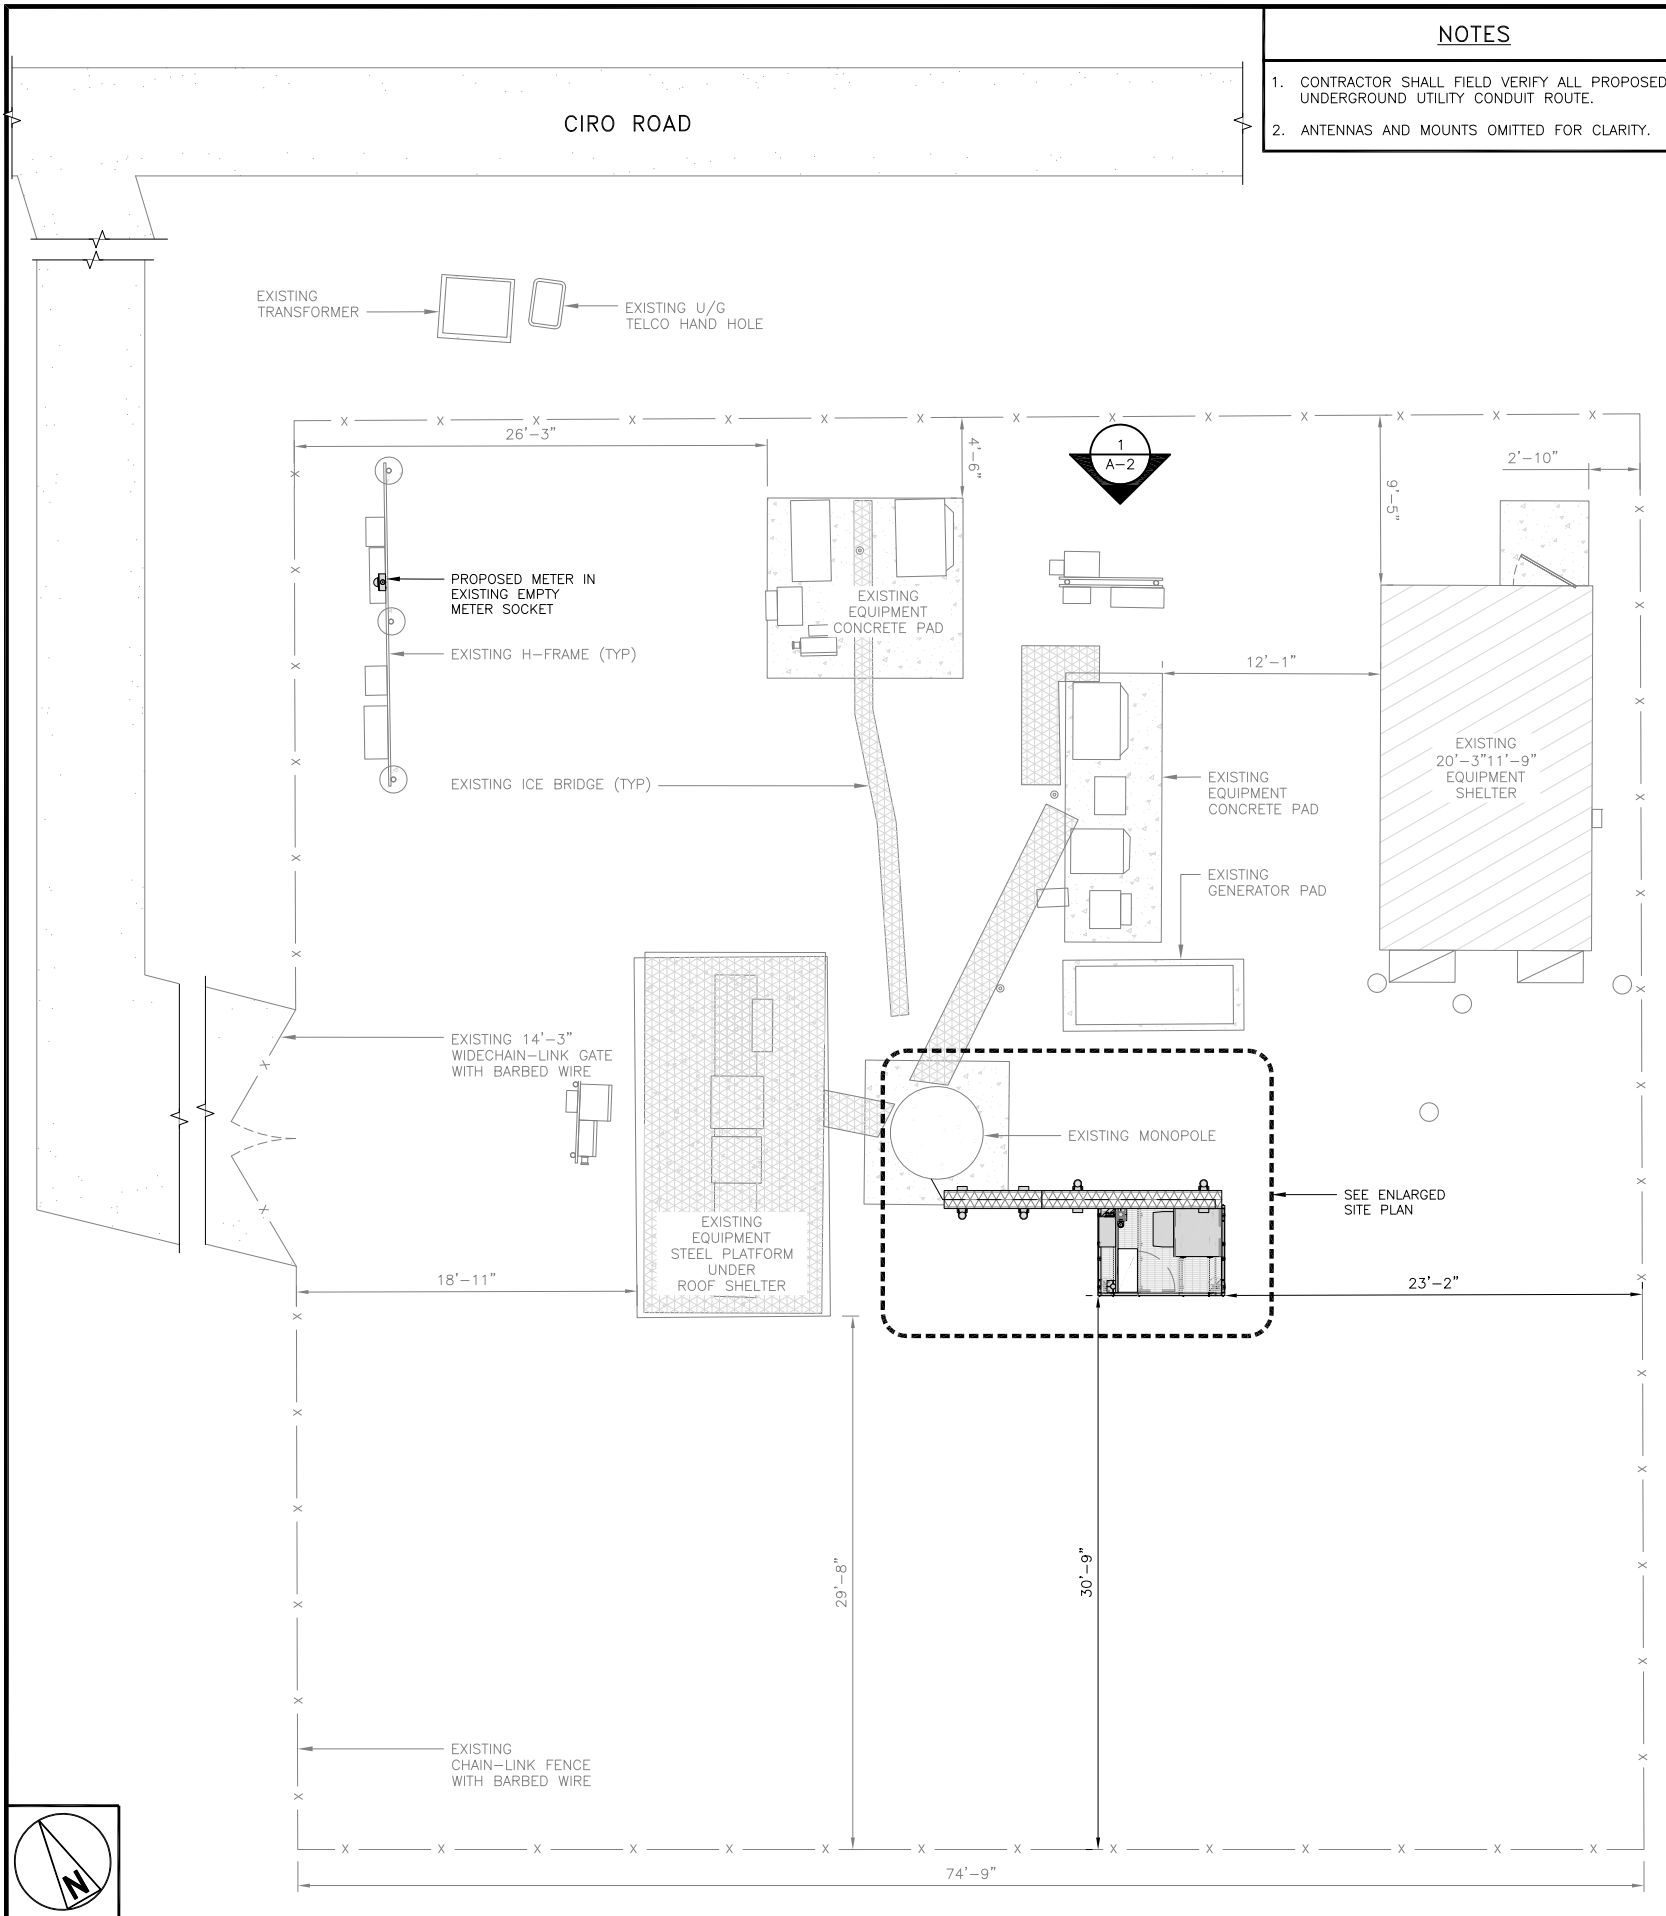 NOTES
1. CONTRACTOR SHALL FIELD VERIFY ALL PROPOSED
UNDERGROUND UTILITY CONDUIT ROUTE.
2. ANTENNAS AND MOUNTS OMITTED FOR CLARITY.
CIRO ROAD
EXISTING
TRANSFORMER
EXISTING U/G
TELCO HAND HOLE
26'-3"
4'-6"
1
A-2
9'-5"
2'-10"
PROPOSED METER IN
EXISTING EMPTY
METER SOCKET
EXISTING
EQUIPMENT
CONCRETE PAD
EXISTING H-FRAME (TYP)
12'-1"
EXISTING
20'-3"11'-9"
EQUIPMENT
SHELTER
EXISTING ICE BRIDGE (TYP)
EXISTING
EQUIPMENT
CONCRETE PAD
EXISTING
GENERATOR PAD
EXISTING 14'-3"
WIDECHAIN-LINK GATE
WITH BARBED WIRE
EXISTING MONOPOLE
SEE ENLARGED
SITE PLAN
EXISTING
EQUIPMENT
STEEL PLATFORM
UNDER
ROOF SHELTER
18'-11"
23'-2"
29'-8"
30'-9"
EXISTING
CHAIN-LINK FENCE
WITH BARBED WIRE
N
74'-9"